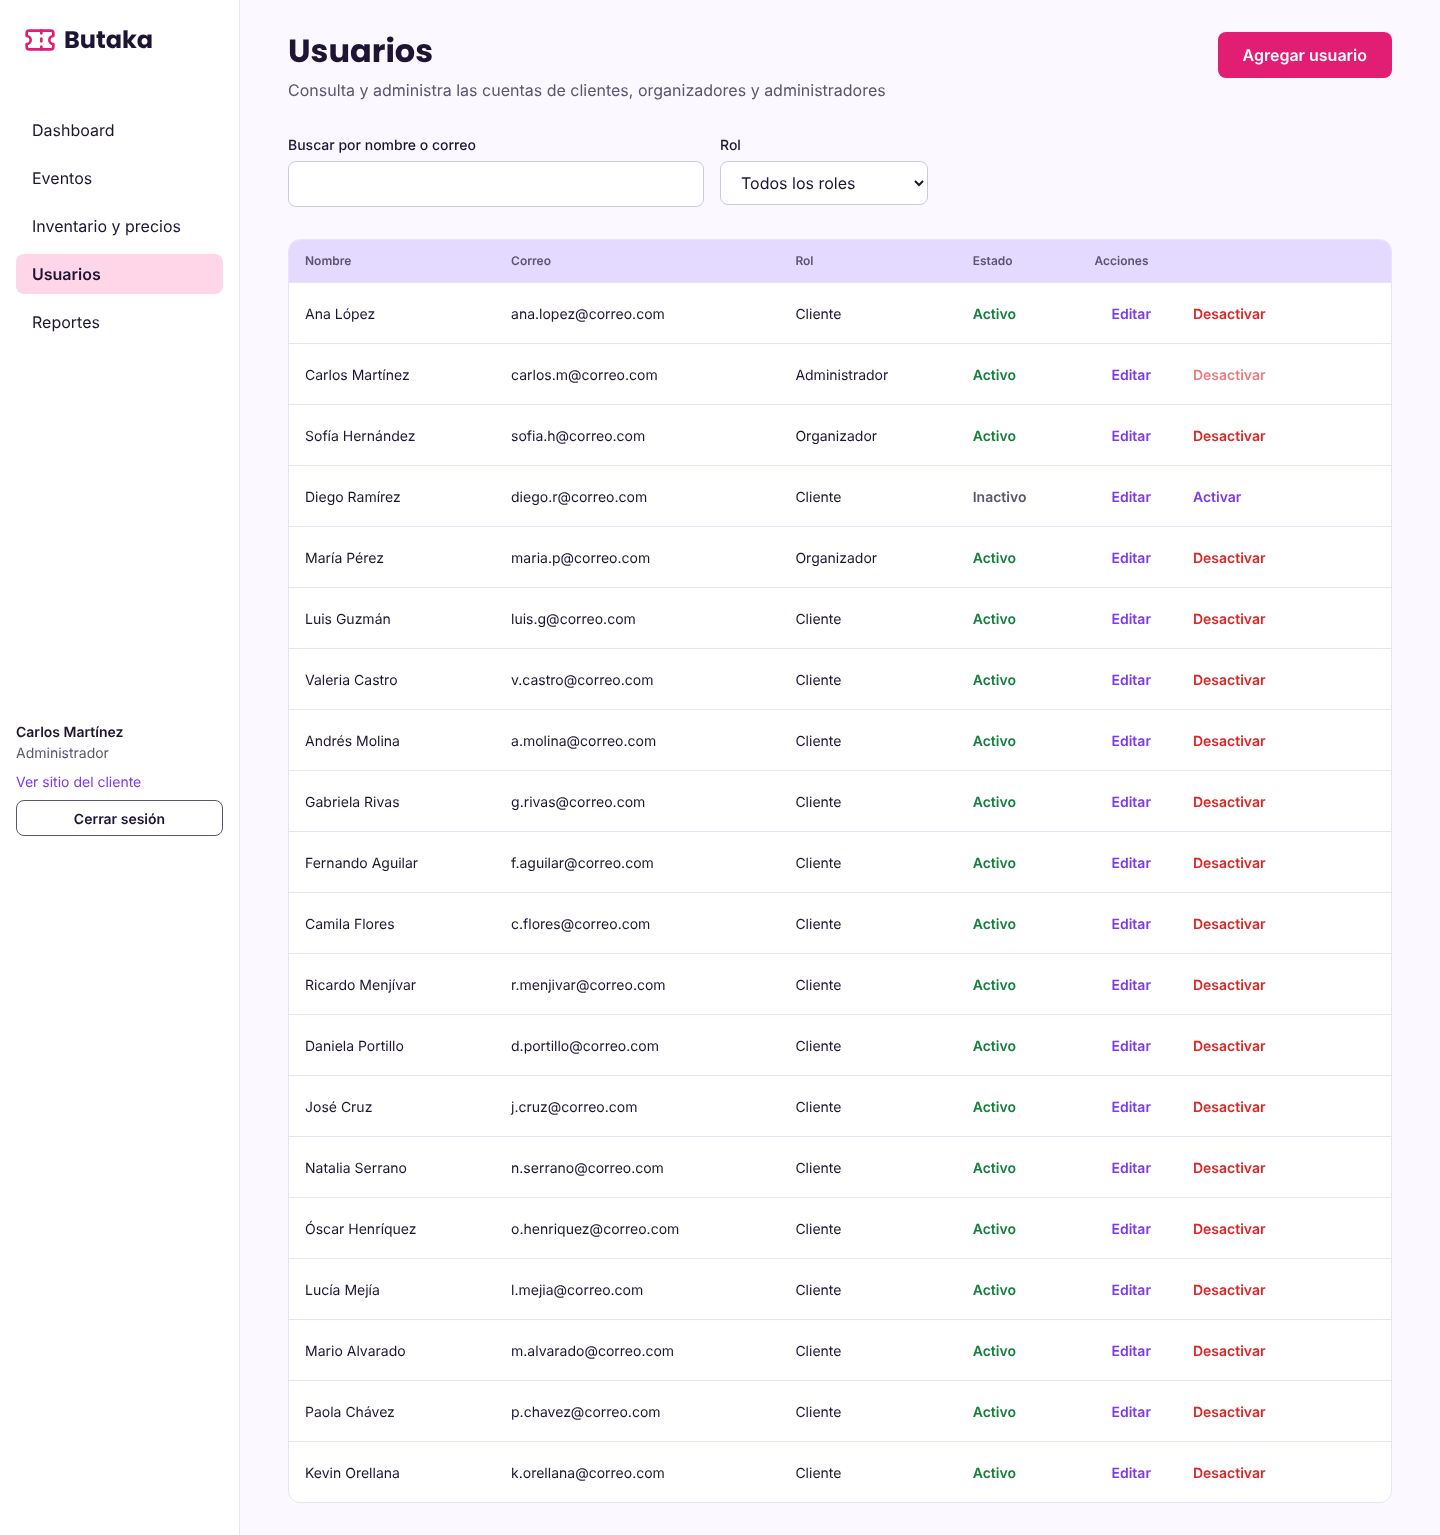 Butaka
Dashboard
Eventos
Inventario y precios
Usuarios
Reportes
Carlos Martínez
Administrador
Ver sitio del cliente
Cerrar sesión
Usuarios
Consulta y administra las cuentas de clientes, organizadores y administradores
Agregar usuario
Buscar por nombre o correo
Rol
Todos los roles
Nombre Correo Rol Estado Acciones
Ana López ana.lopez@correo.com Cliente Activo Editar Desactivar
Carlos Martínez carlos.m@correo.com Administrador Activo Editar Desactivar
Sofía Hernández sofia.h@correo.com Organizador Activo Editar Desactivar
Diego Ramírez diego.r@correo.com Cliente Inactivo Editar Activar
María Pérez maria.p@correo.com Organizador Activo Editar Desactivar
Luis Guzmán luis.g@correo.com Cliente Activo Editar Desactivar
Valeria Castro v.castro@correo.com Cliente Activo Editar Desactivar
Andrés Molina a.molina@correo.com Cliente Activo Editar Desactivar
Gabriela Rivas g.rivas@correo.com Cliente Activo Editar Desactivar
Fernando Aguilar f.aguilar@correo.com Cliente Activo Editar Desactivar
Camila Flores c.flores@correo.com Cliente Activo Editar Desactivar
Ricardo Menjívar r.menjivar@correo.com Cliente Activo Editar Desactivar
Daniela Portillo d.portillo@correo.com Cliente Activo Editar Desactivar
José Cruz j.cruz@correo.com Cliente Activo Editar Desactivar
Natalia Serrano n.serrano@correo.com Cliente Activo Editar Desactivar
Óscar Henríquez o.henriquez@correo.com Cliente Activo Editar Desactivar
Lucía Mejía l.mejia@correo.com Cliente Activo Editar Desactivar
Mario Alvarado m.alvarado@correo.com Cliente Activo Editar Desactivar
Paola Chávez p.chavez@correo.com Cliente Activo Editar Desactivar
Kevin Orellana k.orellana@correo.com Cliente Activo Editar Desactivar